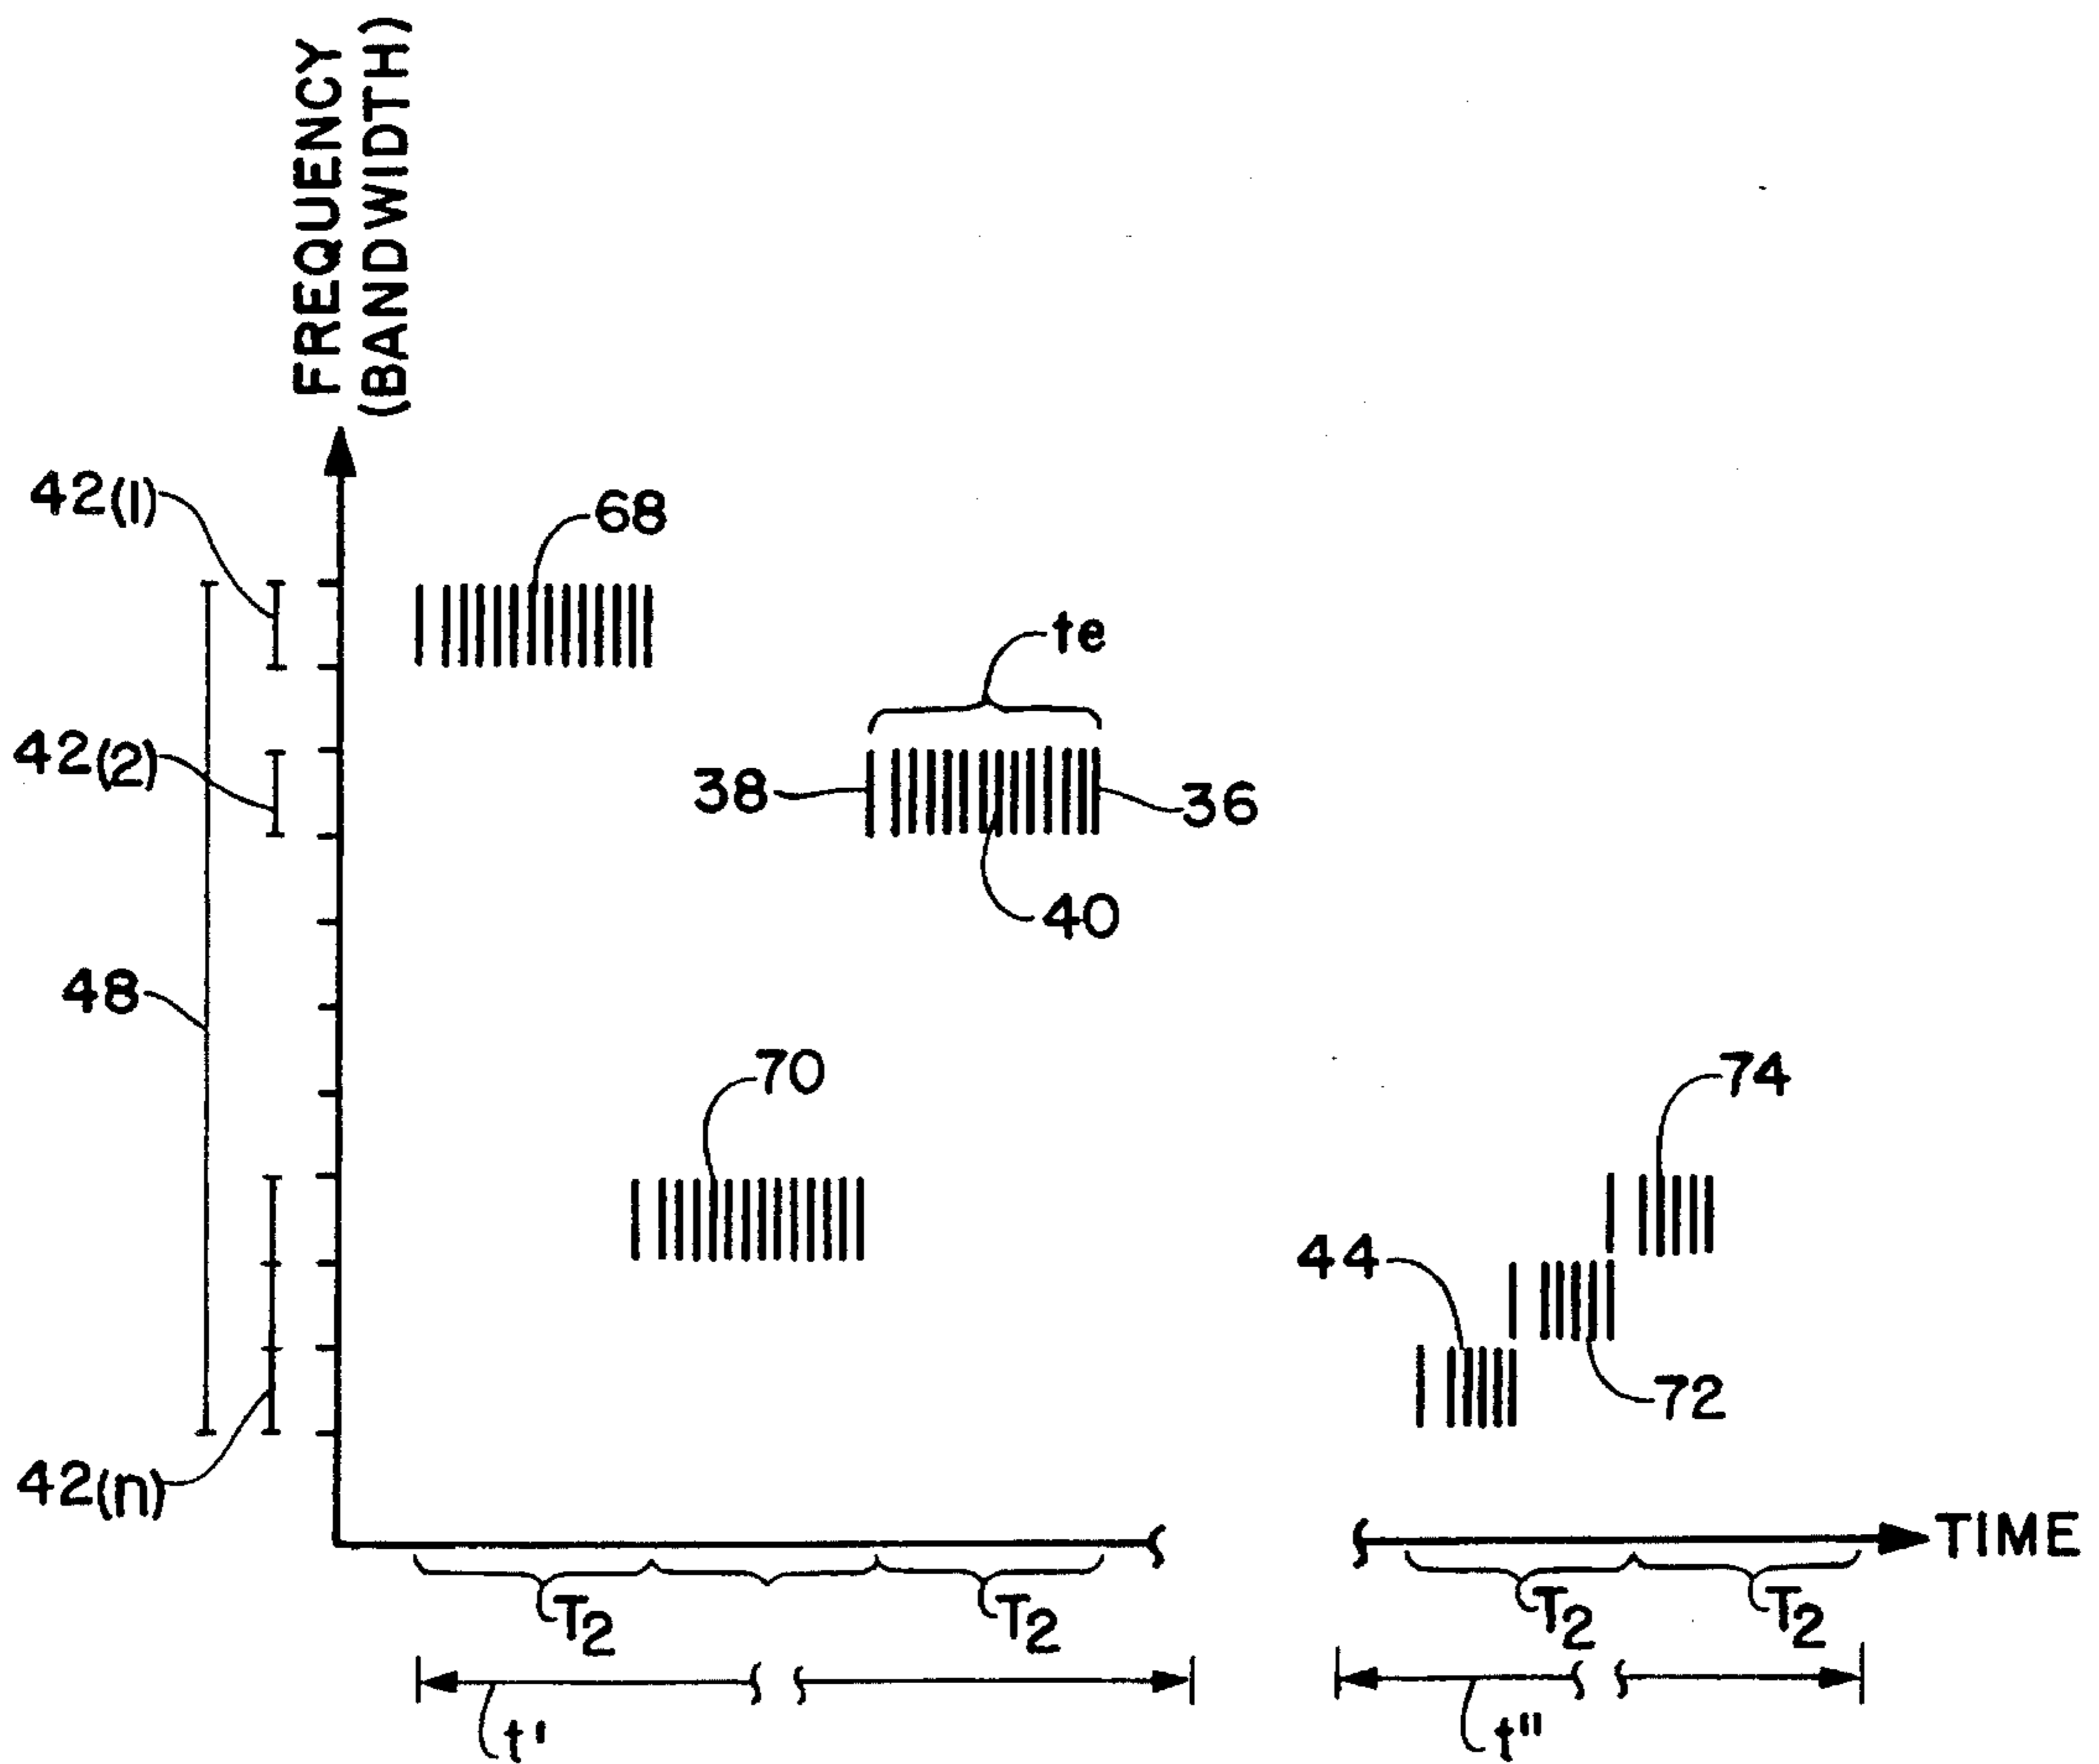 FREQUENCY
(BANDWIDTH)
42(1)
68
te
42(2)
38
36
40
48
70
74
44
72
42(n)
TIME
T2
T2
T2
T2
t'
t"